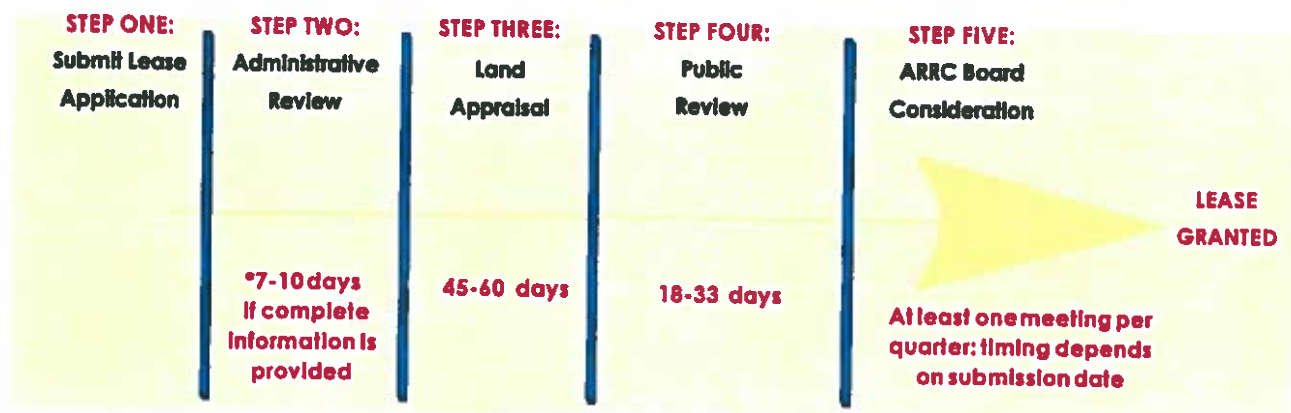 STEP ONE:
Submit Lease
Application
STEP TWO:
Administrative
Review
*7-10 days
If complete
information is
provided
STEP THREE:
Land
Appraisal
45-60 days
STEP FOUR:
Public
Review
18-33 days
STEP FIVE:
ARRC Board
Consideration
At least one meeting per
quarter: timing depends
on submission date
LEASE
GRANTED